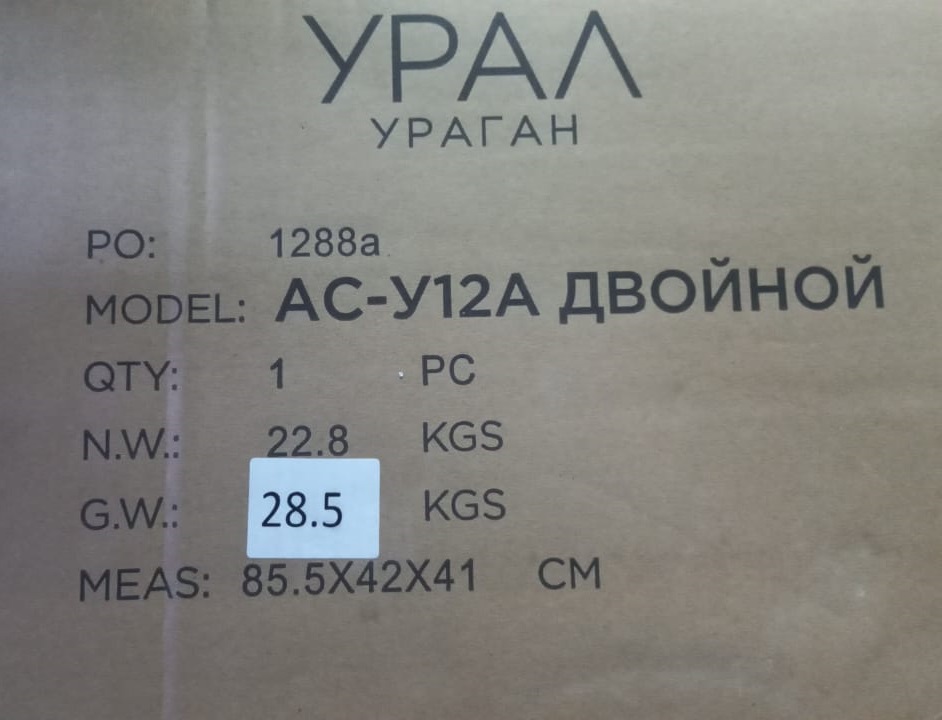 УРАЛ
УРАГАН
PO: 1288a
MODEL: АС-У12А ДВОЙНОЙ
QTY: 1 PC
N.W.: 22.8 KGS
G.W.: 28.5 KGS
MEAS: 85.5X42X41 CM